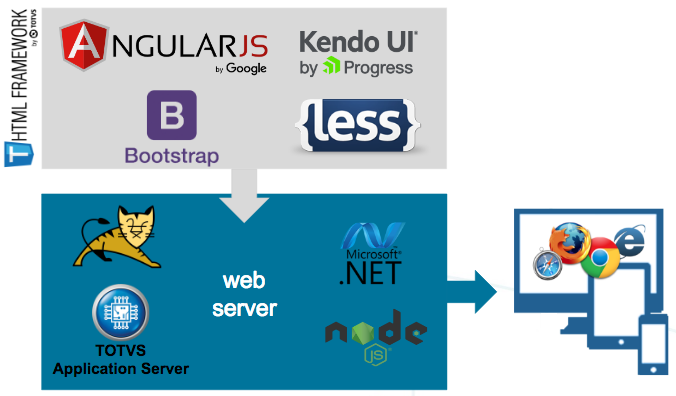 HTML FRAMEWORK
by TOTVS
ANGULARJS
by Google
Kendo UI®
by Progress
B
Bootstrap
{less}
web
server
Microsoft®
.NET
node
JS
TOTVS
Application Server